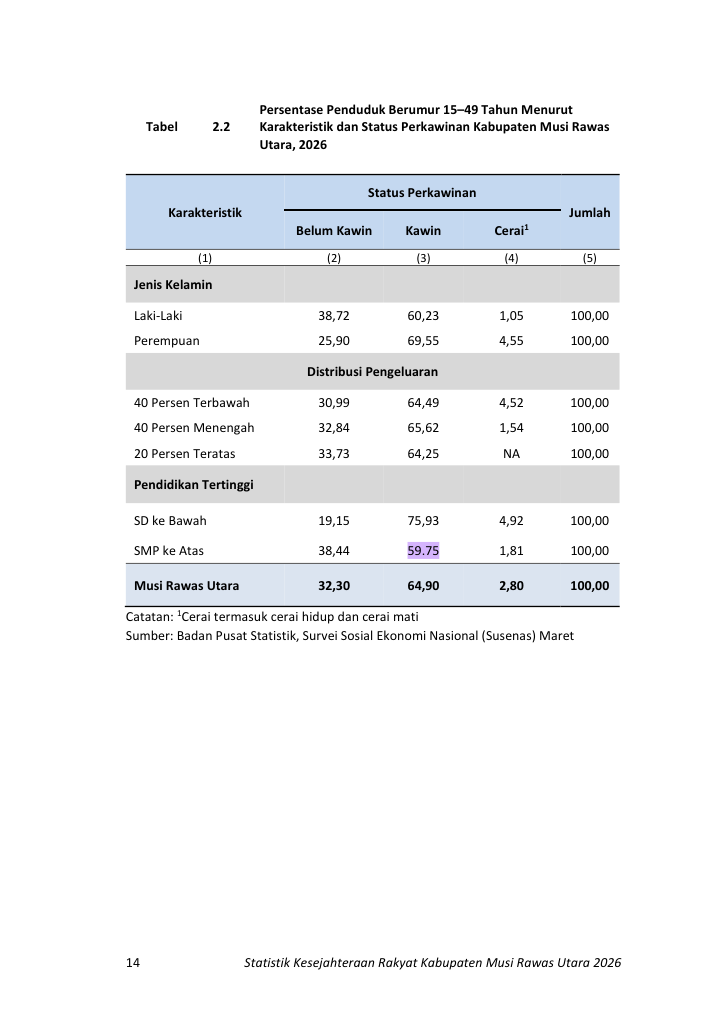 Tabel 2.2 Persentase Penduduk Berumur 15–49 Tahun Menurut
Karakteristik dan Status Perkawinan Kabupaten Musi Rawas
Utara, 2026
Karakteristik Status Perkawinan Jumlah
Belum Kawin Kawin Cerai¹
(1) (2) (3) (4) (5)
Jenis Kelamin
Laki-Laki 38,72 60,23 1,05 100,00
Perempuan 25,90 69,55 4,55 100,00
Distribusi Pengeluaran
40 Persen Terbawah 30,99 64,49 4,52 100,00
40 Persen Menengah 32,84 65,62 1,54 100,00
20 Persen Teratas 33,73 64,25 NA 100,00
Pendidikan Tertinggi
SD ke Bawah 19,15 75,93 4,92 100,00
SMP ke Atas 38,44 59.75 1,81 100,00
Musi Rawas Utara 32,30 64,90 2,80 100,00
Catatan: ¹Cerai termasuk cerai hidup dan cerai mati
Sumber: Badan Pusat Statistik, Survei Sosial Ekonomi Nasional (Susenas) Maret
14 Statistik Kesejahteraan Rakyat Kabupaten Musi Rawas Utara 2026